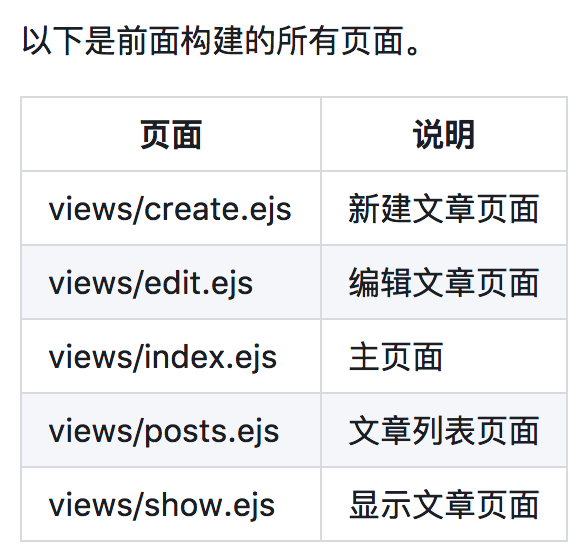 以下是前面构建的所有页面。
页面 说明
views/create.ejs 新建文章页面
views/edit.ejs 编辑文章页面
views/index.ejs 主页面
views/posts.ejs 文章列表页面
views/show.ejs 显示文章页面